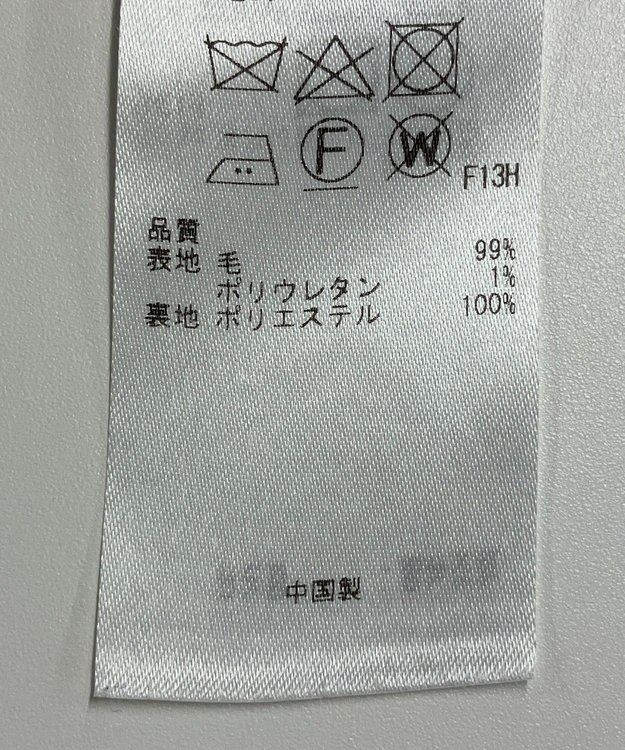 F
W
F13H
品質
表地 毛 99%
ポリウレタン 1%
裏地 ポリエステル 100%
中国製